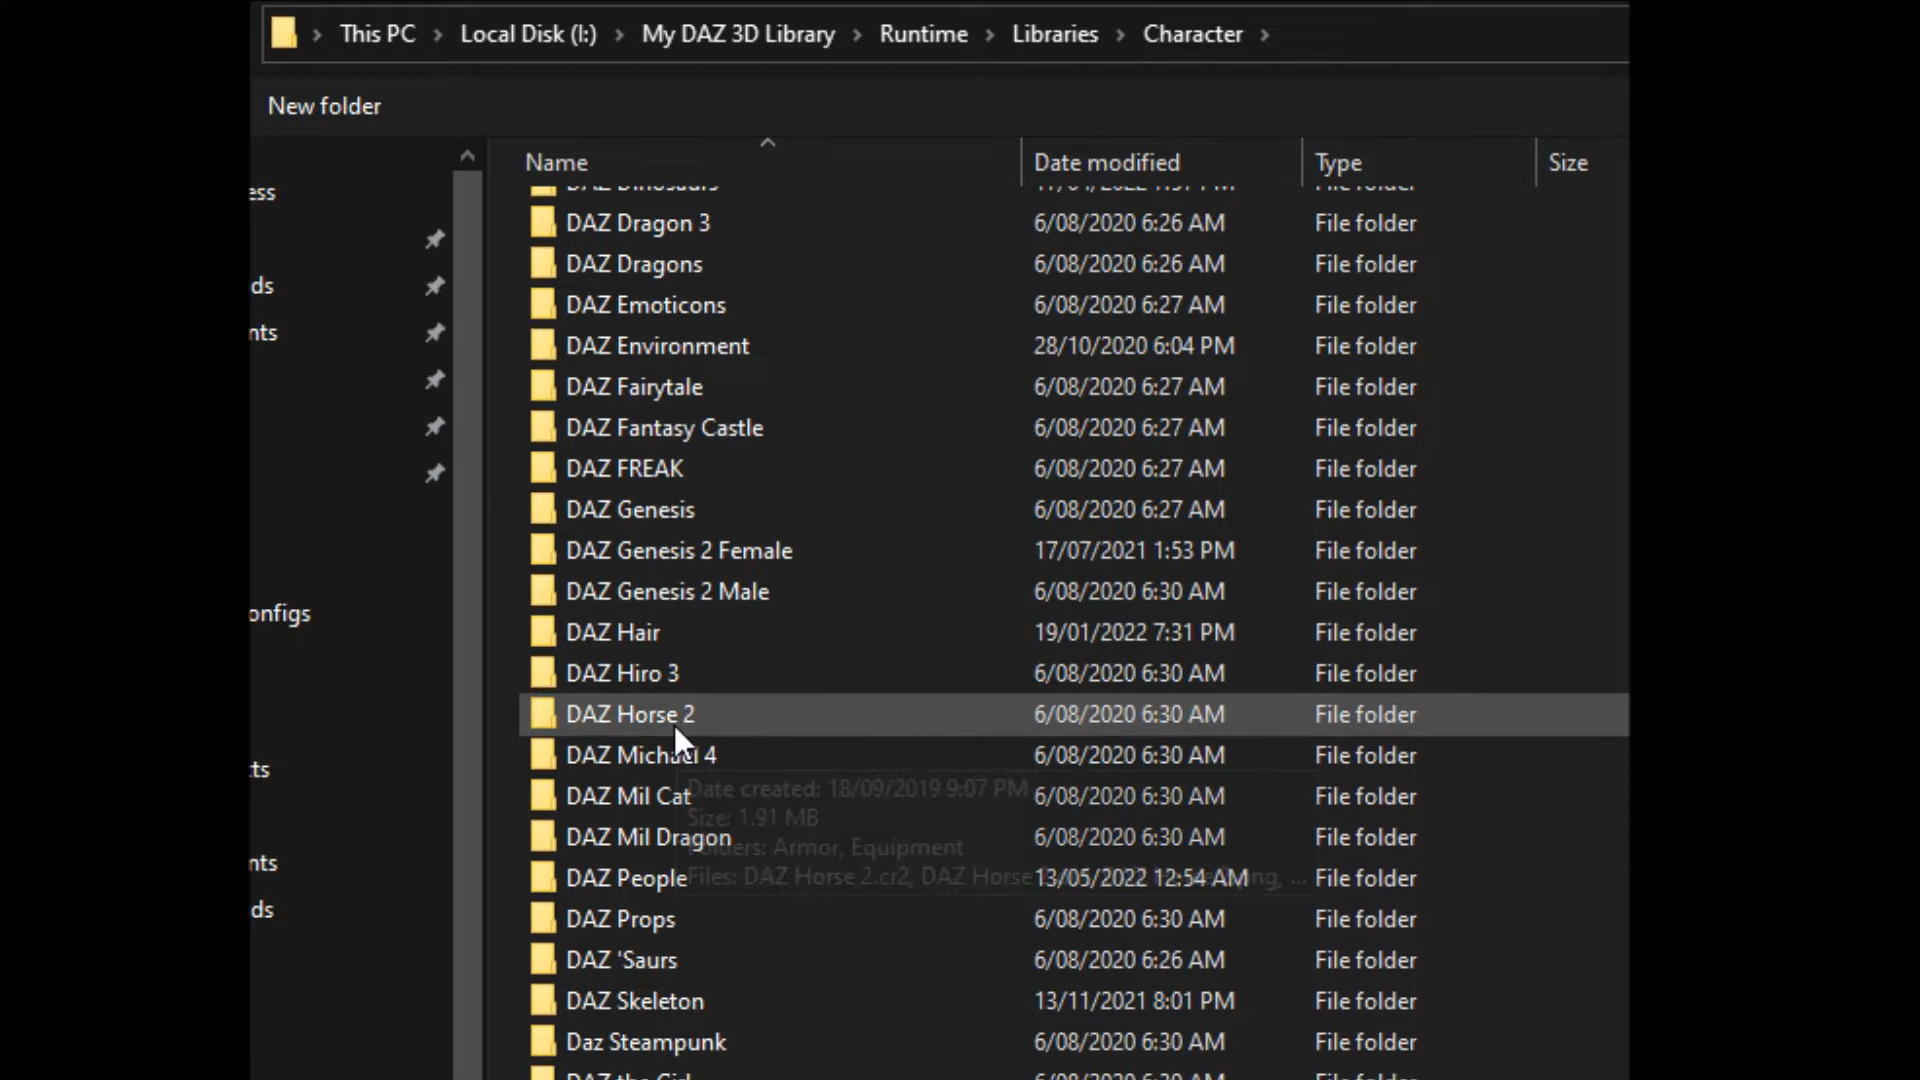 This PC > Local Disk (I:) > My DAZ 3D Library > Runtime > Libraries > Character >
New folder
Name Date modified Type Size
ess
ds
nts
onfigs
ts
nts
ds
DAZ Dinosaurs 17/04/2022 1:57 PM File folder
DAZ Dragon 3 6/08/2020 6:26 AM File folder
DAZ Dragons 6/08/2020 6:26 AM File folder
DAZ Emoticons 6/08/2020 6:27 AM File folder
DAZ Environment 28/10/2020 6:04 PM File folder
DAZ Fairytale 6/08/2020 6:27 AM File folder
DAZ Fantasy Castle 6/08/2020 6:27 AM File folder
DAZ FREAK 6/08/2020 6:27 AM File folder
DAZ Genesis 6/08/2020 6:27 AM File folder
DAZ Genesis 2 Female 17/07/2021 1:53 PM File folder
DAZ Genesis 2 Male 6/08/2020 6:30 AM File folder
DAZ Hair 19/01/2022 7:31 PM File folder
DAZ Hiro 3 6/08/2020 6:30 AM File folder
DAZ Horse 2 6/08/2020 6:30 AM File folder
DAZ Michael 4 6/08/2020 6:30 AM File folder
Date created: 18/09/2019 9:07 PM
DAZ Mil Cat 6/08/2020 6:30 AM File folder
Size: 1.91 MB
DAZ Mil Dragon 6/08/2020 6:30 AM File folder
Folders: Armor, Equipment
DAZ People 13/05/2022 12:54 AM File folder
Files: DAZ Horse 2.cr2, DAZ Horse
DAZ Props 6/08/2020 6:30 AM File folder
DAZ 'Saurs 6/08/2020 6:26 AM File folder
DAZ Skeleton 13/11/2021 8:01 PM File folder
Daz Steampunk 6/08/2020 6:30 AM File folder
DAZ the Girl 6/08/2020 6:30 AM File folder